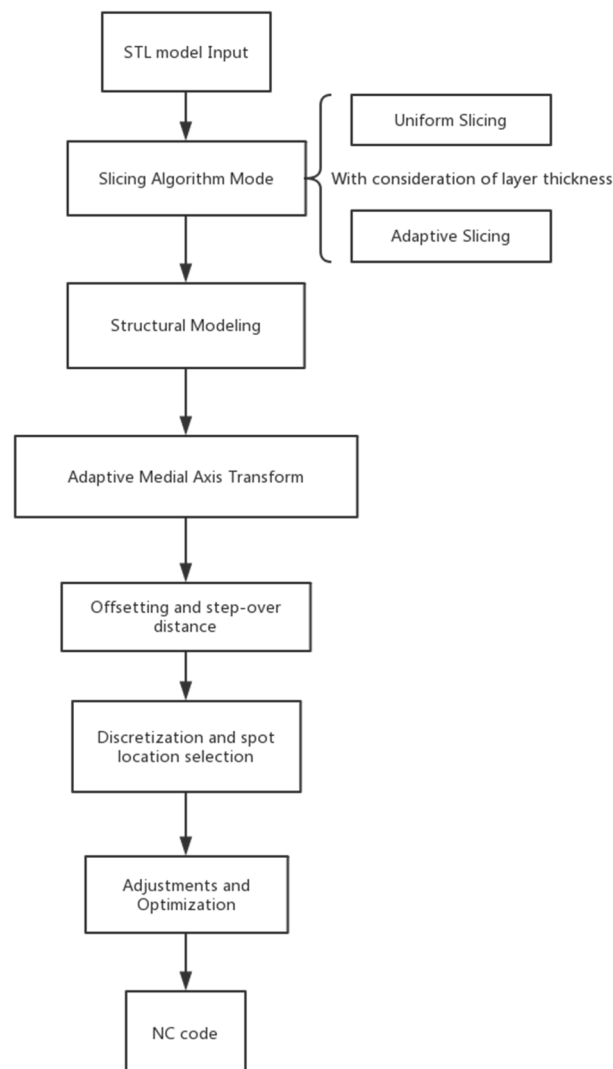 STL model Input
Uniform Slicing
Slicing Algorithm Mode
With consideration of layer thickness
Adaptive Slicing
Structural Modeling
Adaptive Medial Axis Transform
Offsetting and step-over
distance
Discretization and spot
location selection
Adjustments and
Optimization
NC code